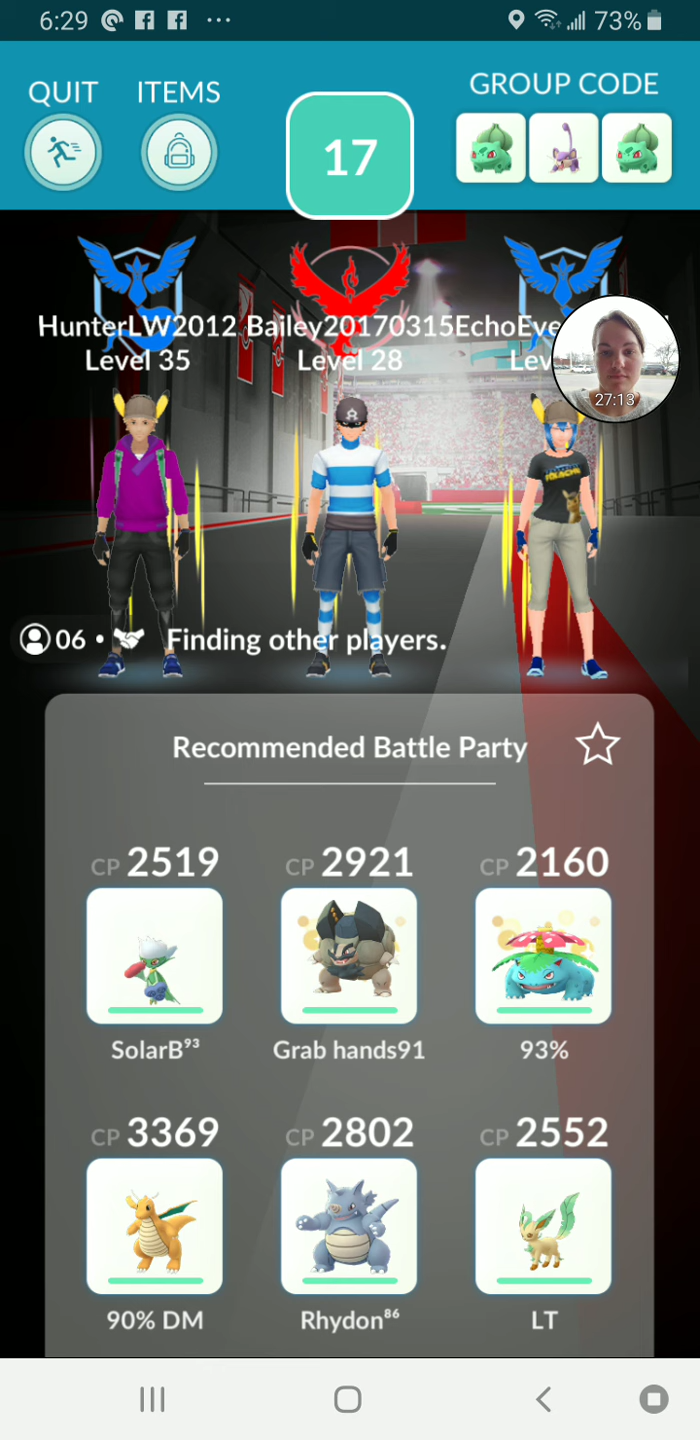 6:29 73%
QUIT ITEMS GROUP CODE
17
HunterLW2012 Bailey20170315 EchoEve
Level 35 Level 28 Lev
27:13
06 • Finding other players.
Recommended Battle Party
CP 2519 CP 2921 CP 2160
SolarB⁹³ Grab hands91 93%
CP 3369 CP 2802 CP 2552
90% DM Rhydon⁸⁶ LT